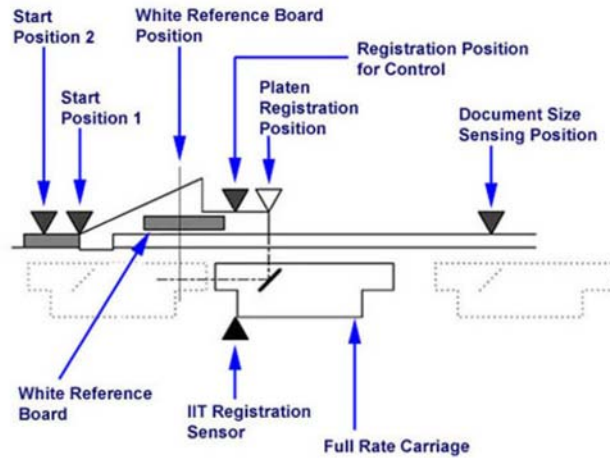 Start
Position 2
White Reference Board
Position
Start
Position 1
Registration Position
for Control
Platen
Registration
Position
Document Size
Sensing Position
White Reference
Board
IIT Registration
Sensor
Full Rate Carriage